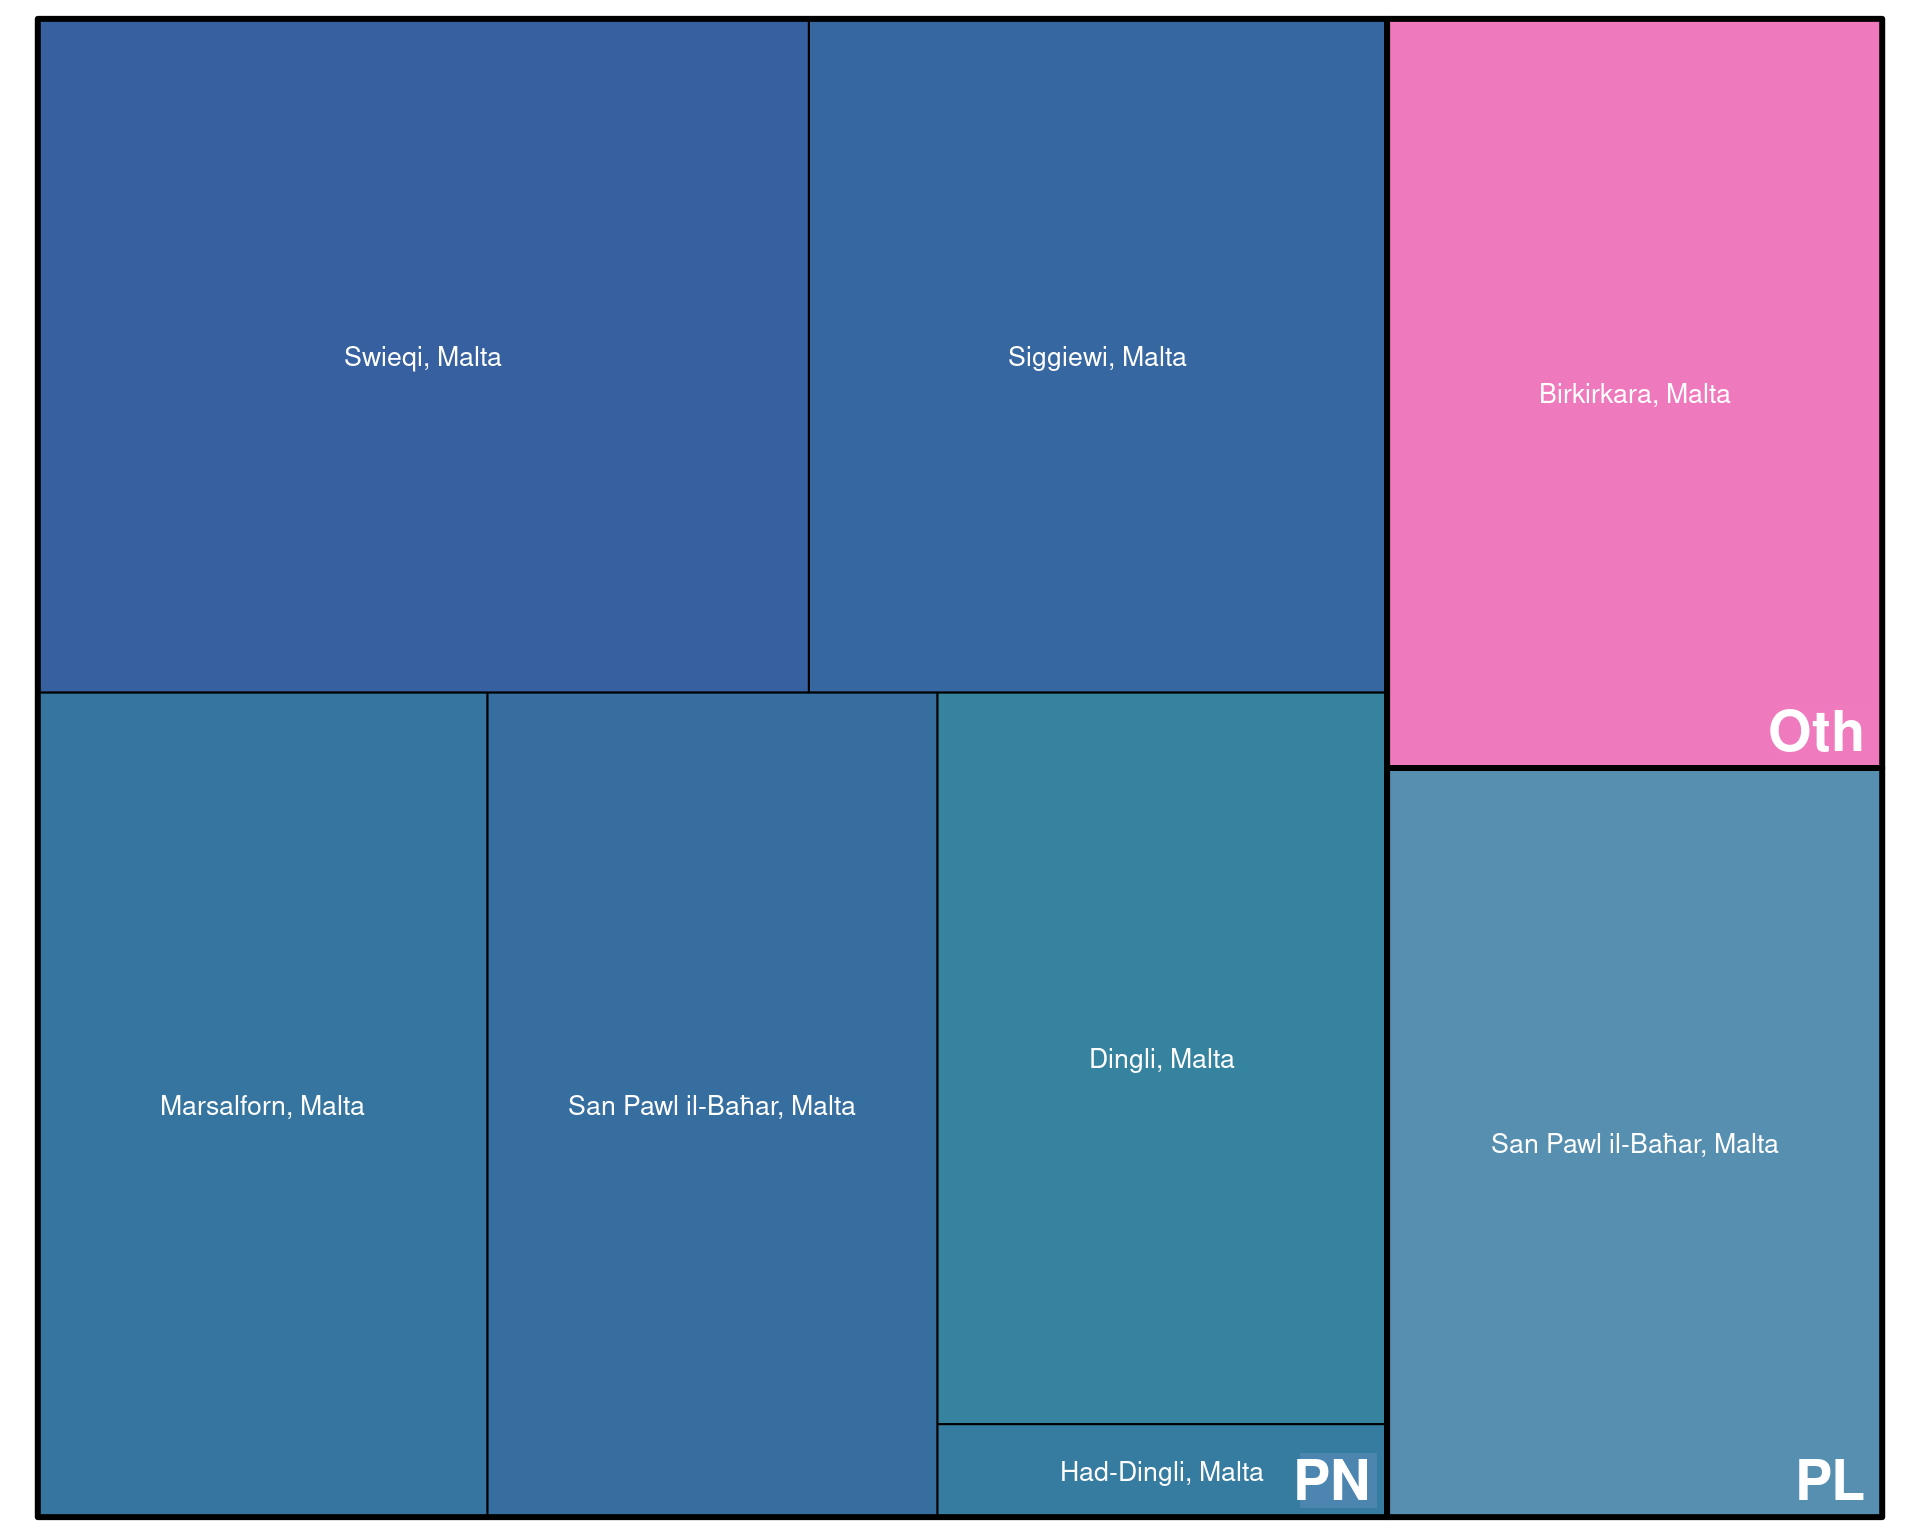 Swieqi, Malta
Siggiewi, Malta
Birkirkara, Malta
Oth
Marsalforn, Malta
San Pawl il-Baħar, Malta
Dingli, Malta
Had-Dingli, Malta
PN
San Pawl il-Baħar, Malta
PL